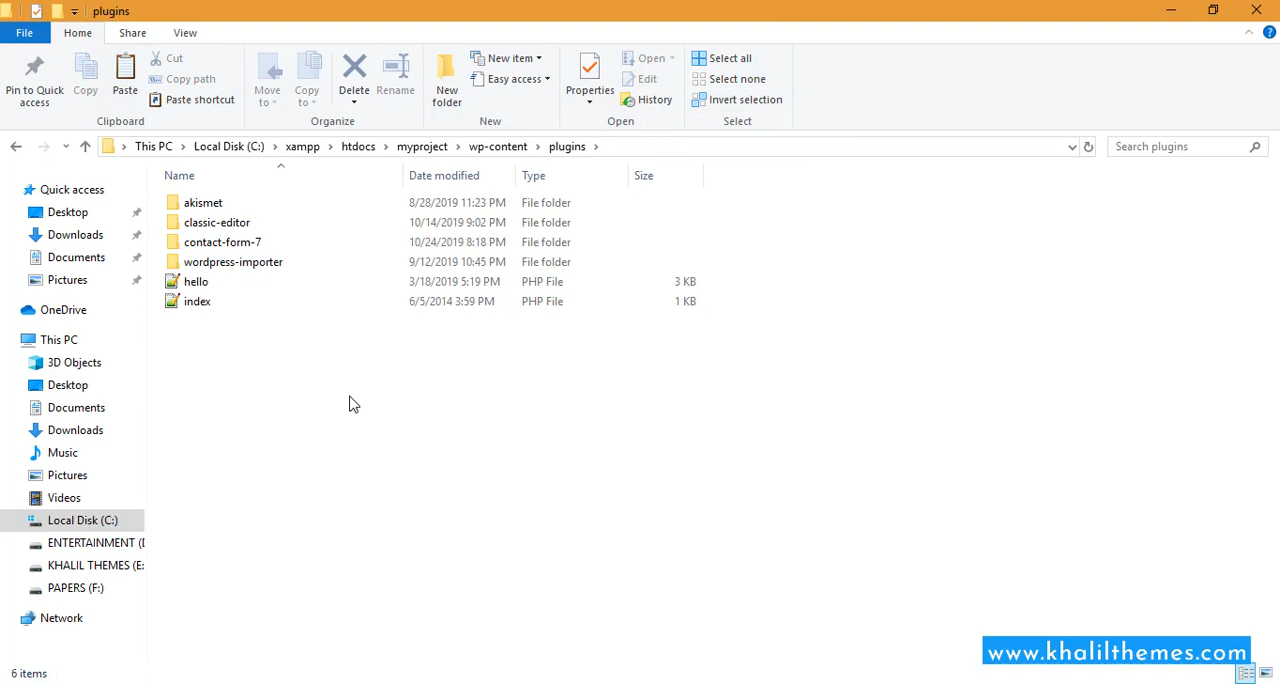 plugins
File Home Share View
Pin to Quick access
Copy
Paste
Cut
Copy path
Paste shortcut
Clipboard
Move to
Copy to
Delete
Rename
Organize
New folder
New item
Easy access
New
Properties
Open
Edit
History
Open
Select all
Select none
Invert selection
Select
This PC > Local Disk (C:) > xampp > htdocs > myproject > wp-content > plugins >
Search plugins
Name Date modified Type Size
akismet 8/28/2019 11:23 PM File folder
classic-editor 10/14/2019 9:02 PM File folder
contact-form-7 10/24/2019 8:18 PM File folder
wordpress-importer 9/12/2019 10:45 PM File folder
hello 3/18/2019 5:19 PM PHP File 3 KB
index 6/5/2014 3:59 PM PHP File 1 KB
Quick access
Desktop
Downloads
Documents
Pictures
OneDrive
This PC
3D Objects
Desktop
Documents
Downloads
Music
Pictures
Videos
Local Disk (C:)
ENTERTAINMENT (D
KHALIL THEMES (E:
PAPERS (F:)
Network
6 items
www.khalilthemes.com